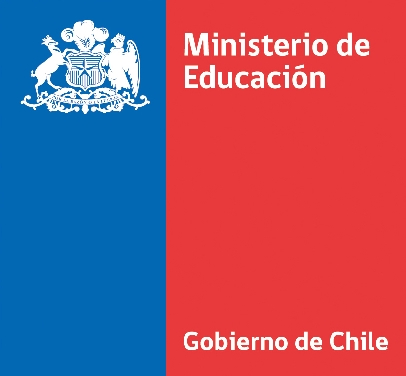 Ministerio de
Educación
Gobierno de Chile